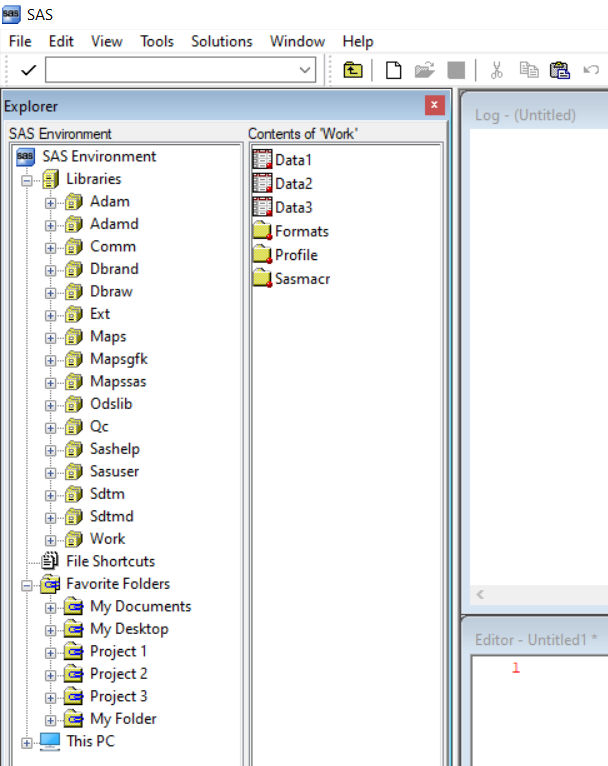 sas SAS
File Edit View Tools Solutions Window Help
Explorer
SAS Environment
sas SAS Environment
Libraries
Adam
Adamd
Comm
Dbrand
Dbraw
Ext
Maps
Mapsgfk
Mapssas
Odslib
Qc
Sashelp
Sasuser
Sdtm
Sdtmd
Work
File Shortcuts
Favorite Folders
My Documents
My Desktop
Project 1
Project 2
Project 3
My Folder
This PC
Contents of 'Work'
Data1
Data2
Data3
Formats
Profile
Sasmacr
Log - (Untitled)
Editor - Untitled1 *
1